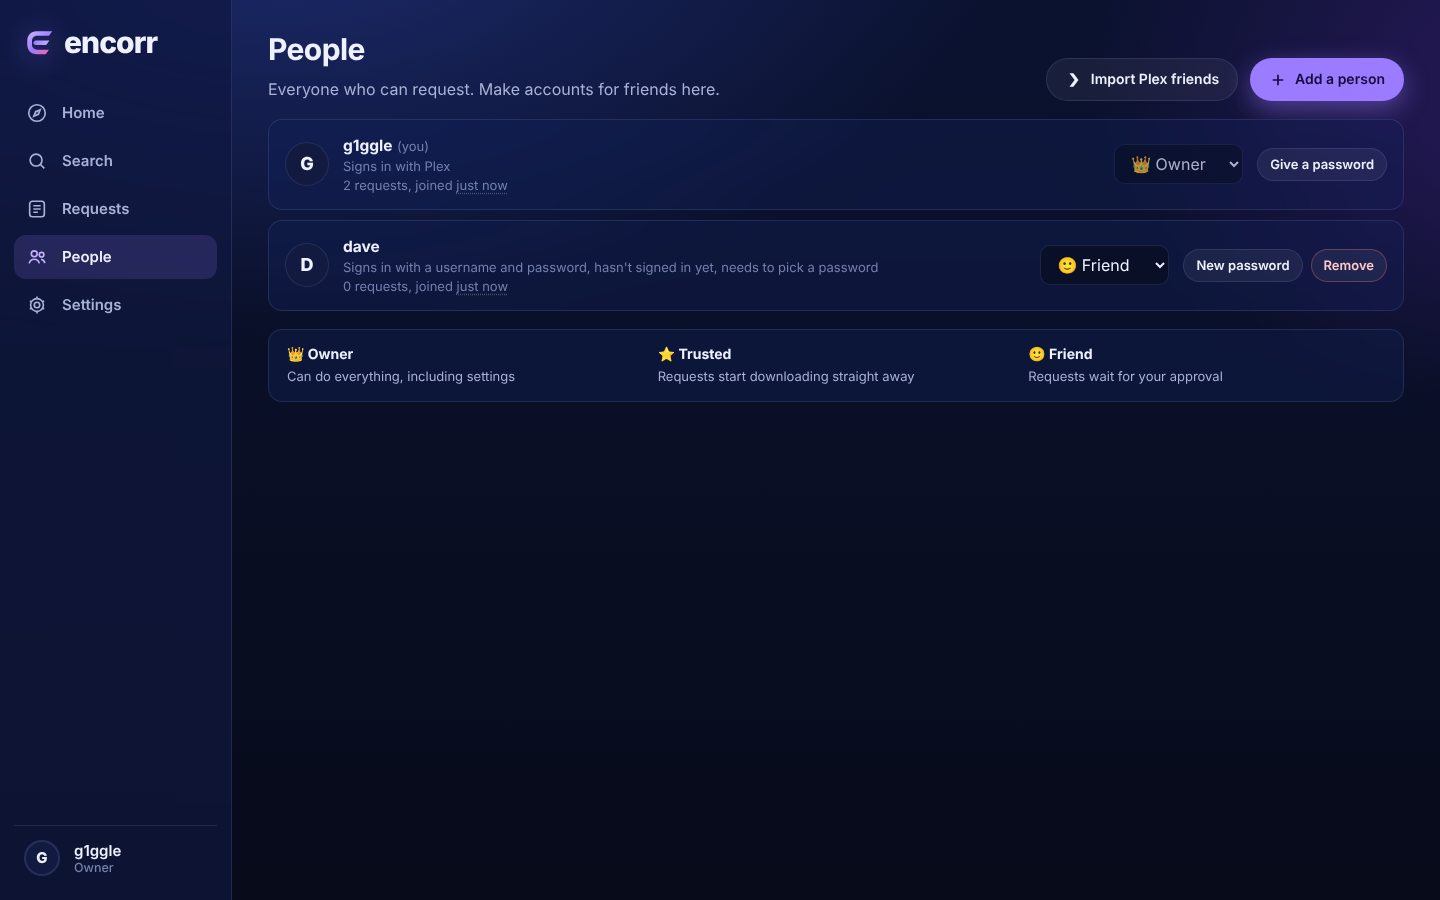 encorr
Home
Search
Requests
People
Settings
g1ggle
Owner
People
Everyone who can request. Make accounts for friends here.
Import Plex friends
Add a person
G
g1ggle (you)
Signs in with Plex
2 requests, joined just now
👑 Owner
Give a password
D
dave
Signs in with a username and password, hasn't signed in yet, needs to pick a password
0 requests, joined just now
🙂 Friend
New password
Remove
👑 Owner
Can do everything, including settings
⭐ Trusted
Requests start downloading straight away
🙂 Friend
Requests wait for your approval
G